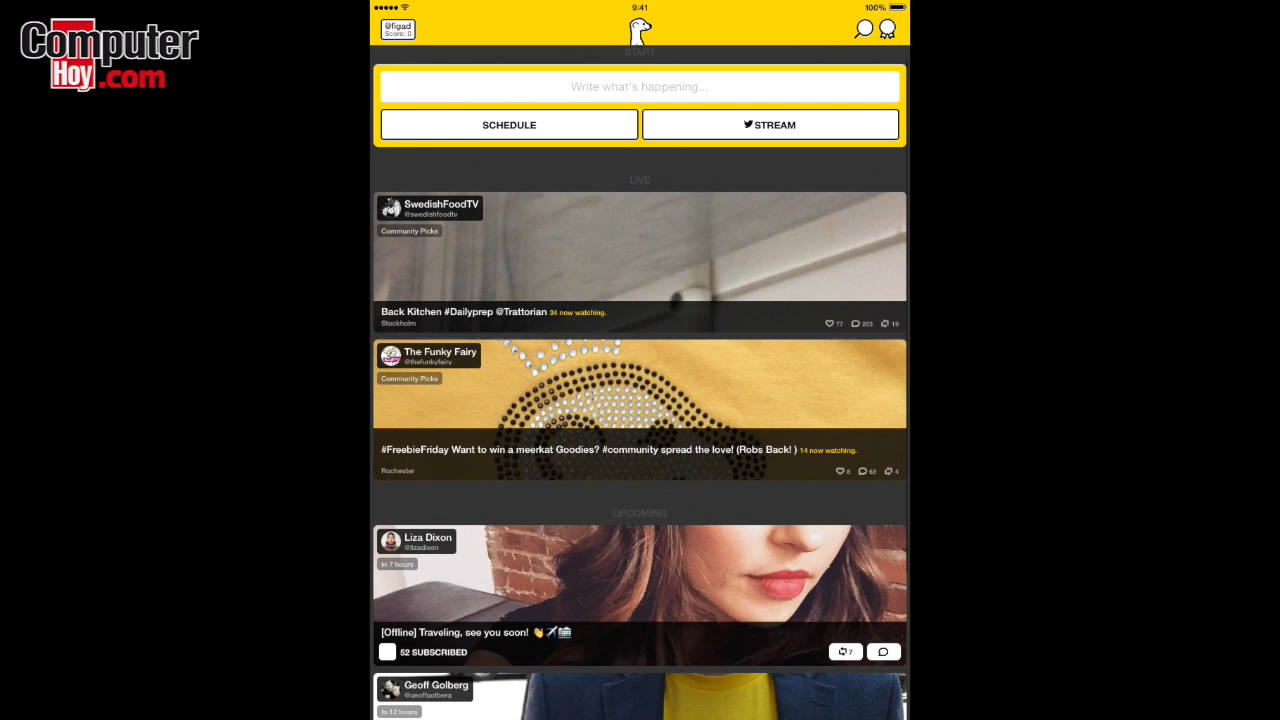 Computer
Hoy.com
9:41
100%
@figad
Score: 0
START
Write what's happening...
SCHEDULE
STREAM
LIVE
SwedishFoodTV
@swedishfoodtv
Community Picks
Back Kitchen #Dailyprep @Trattorian 34 now watching.
Stockholm
77 203 19
The Funky Fairy
@thefunkyfairy
Community Picks
#FreebieFriday Want to win a meerkat Goodies? #community spread the love! (Robs Back! ) 14 now watching.
Rochester
8 63 4
UPCOMING
Liza Dixon
@lizadixon
In 7 hours
[Offline] Traveling, see you soon! 👋✈️🏤
52 SUBSCRIBED
7
Geoff Golberg
@geoffgolberg
In 12 hours